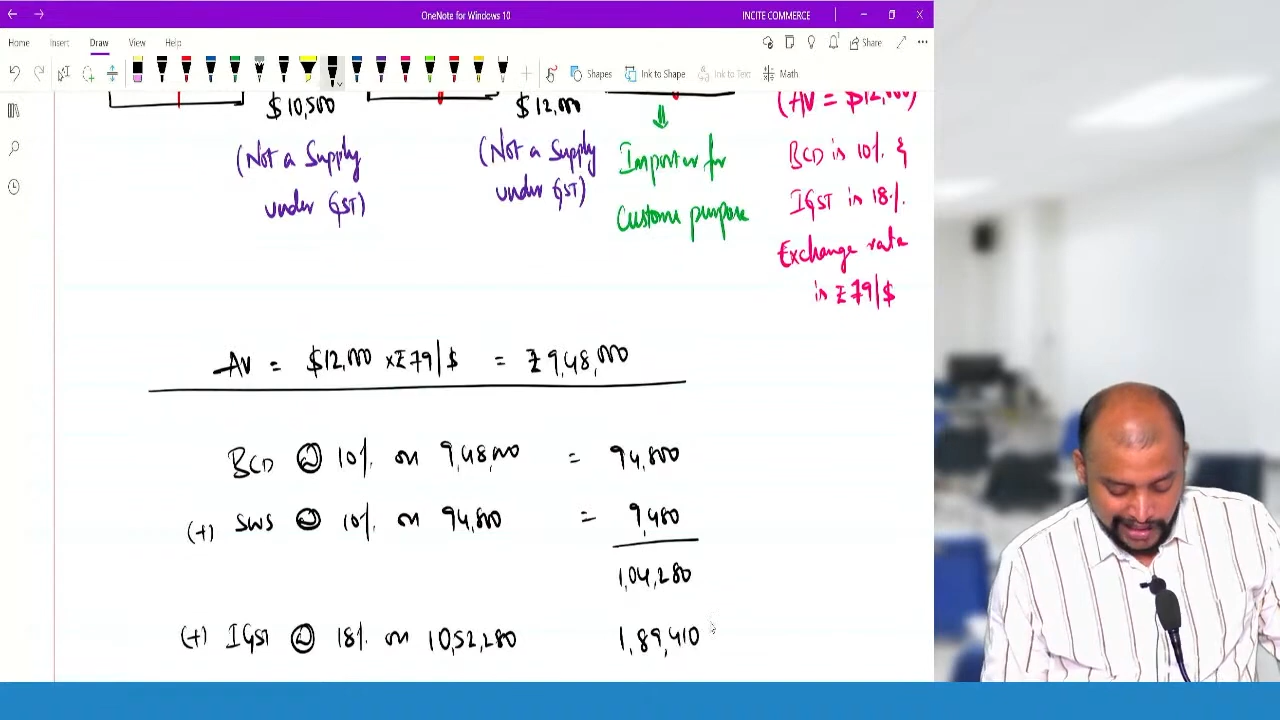 OneNote for Windows 10
INCITE COMMERCE
Home Insert Draw View Help
Share
Shapes Ink to Shape Ink to Text Math
$10,500
$12,000
(Not a Supply
under GST)
(Not a Supply
under GST)
Importer for
Customs purpose
(AV = $12,000)
BCD is 10% &
IGST is 18%.
Exchange rate
is ₹79/$
AV = $12,000 x ₹79/$ = ₹9,48,000
BCD @ 10% on 9,48,000 = 94,800
(+) SWS @ 10% on 94,800 = 9,480
1,04,280
(+) IGST @ 18% on 10,52,280 1,89,410